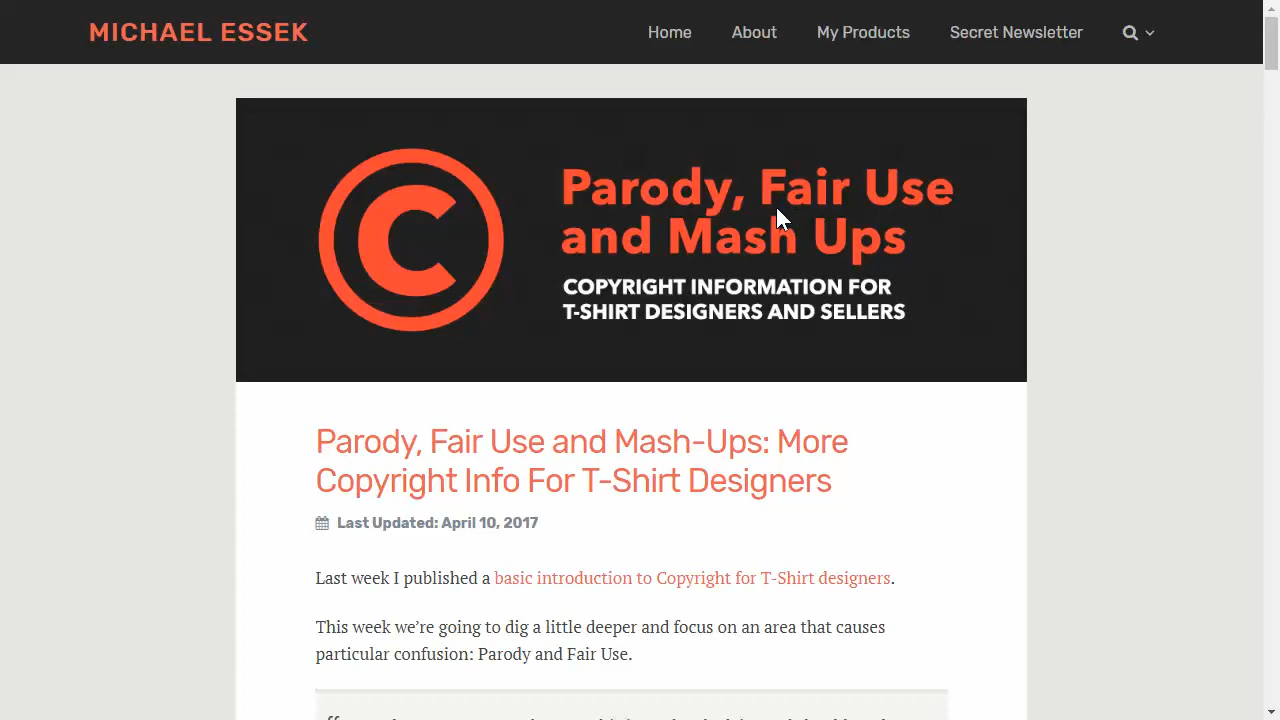 MICHAEL ESSEK
Home About My Products Secret Newsletter
C
Parody, Fair Use
and Mash Ups
COPYRIGHT INFORMATION FOR
T-SHIRT DESIGNERS AND SELLERS
Parody, Fair Use and Mash-Ups: More
Copyright Info For T-Shirt Designers
Last Updated: April 10, 2017
Last week I published a basic introduction to Copyright for T-Shirt designers.
This week we’re going to dig a little deeper and focus on an area that causes
particular confusion: Parody and Fair Use.